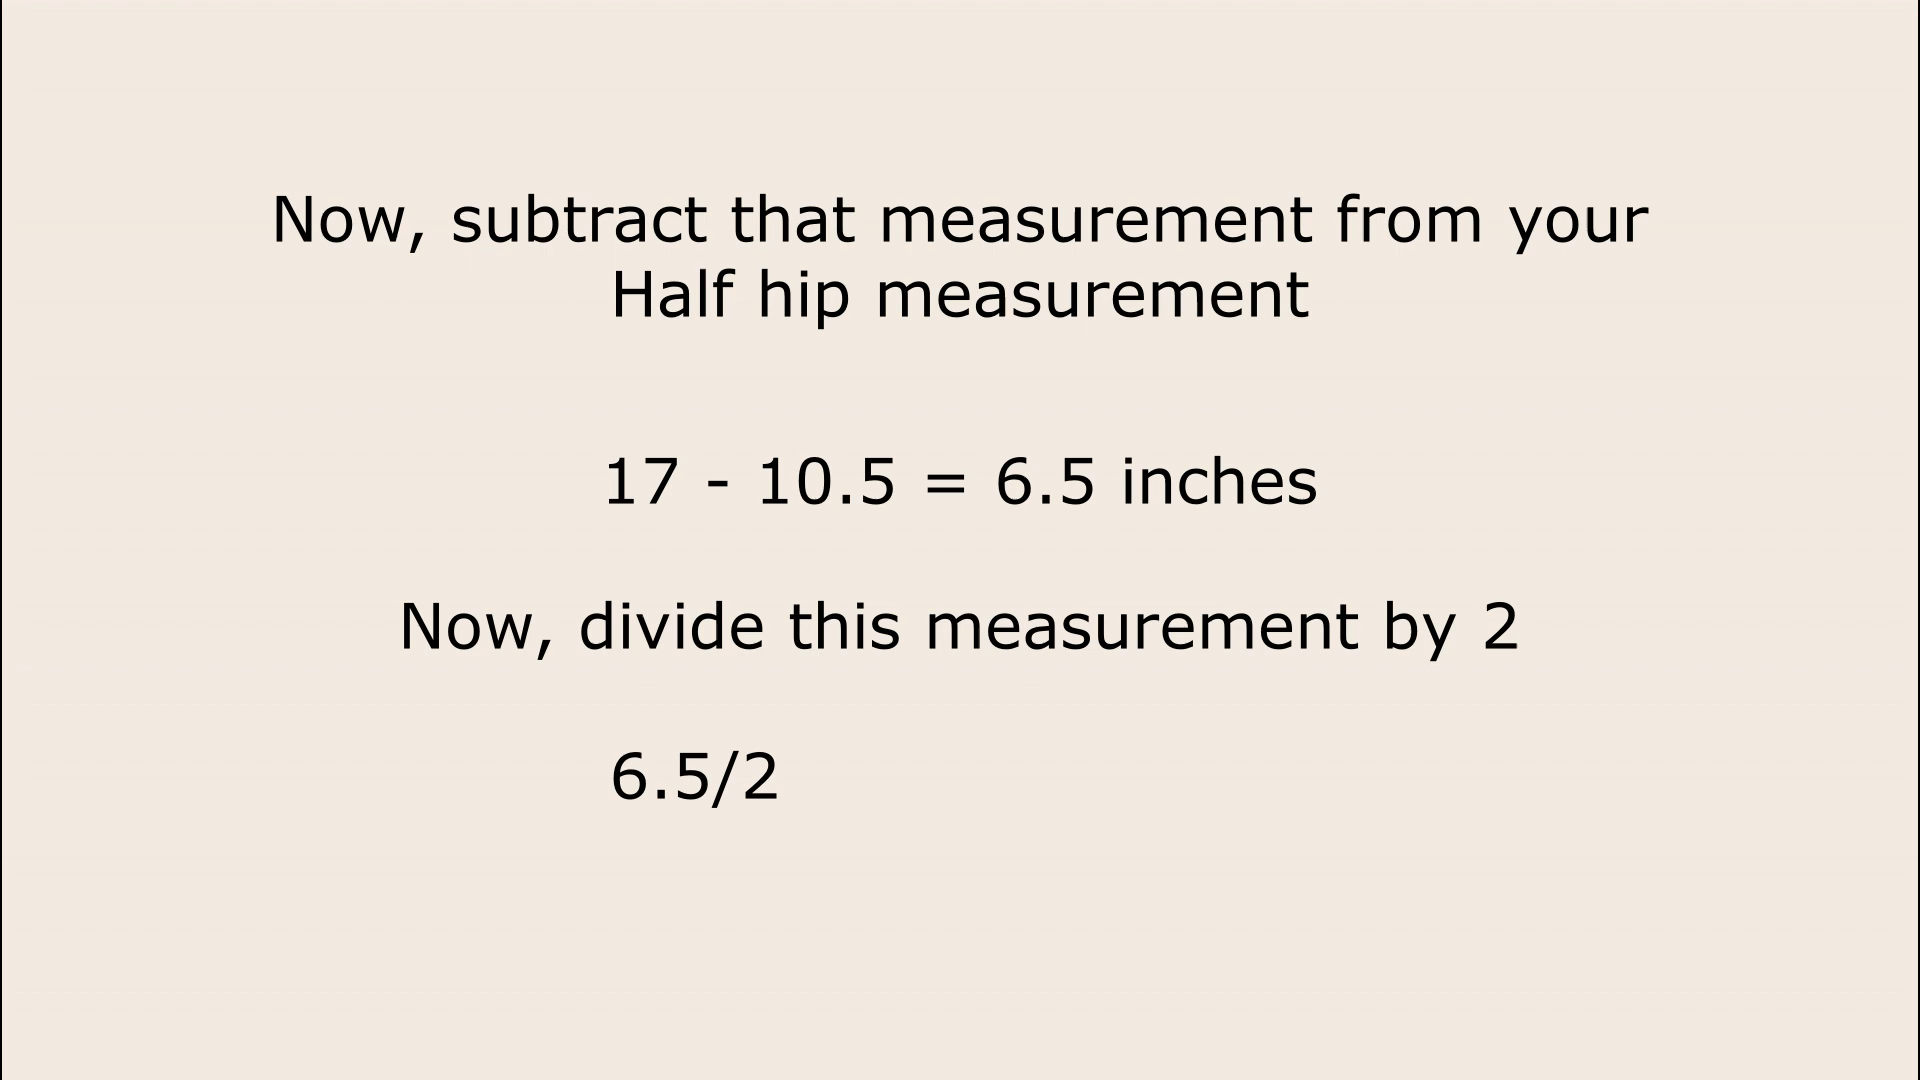 Now, subtract that measurement from your
Half hip measurement
17 - 10.5 = 6.5 inches
Now, divide this measurement by 2
6.5/2